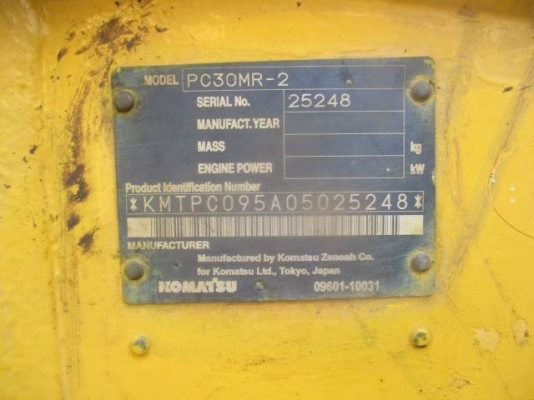 MODEL PC30MR-2
SERIAL No. 25248
MANUFACT.YEAR
MASS kg
ENGINE POWER kW
Product Identification Number
*KMTPC095A05025248*
MANUFACTURER
Manufactured by Komatsu Zenoah Co.
for Komatsu Ltd., Tokyo, Japan
KOMATSU 09601-10031